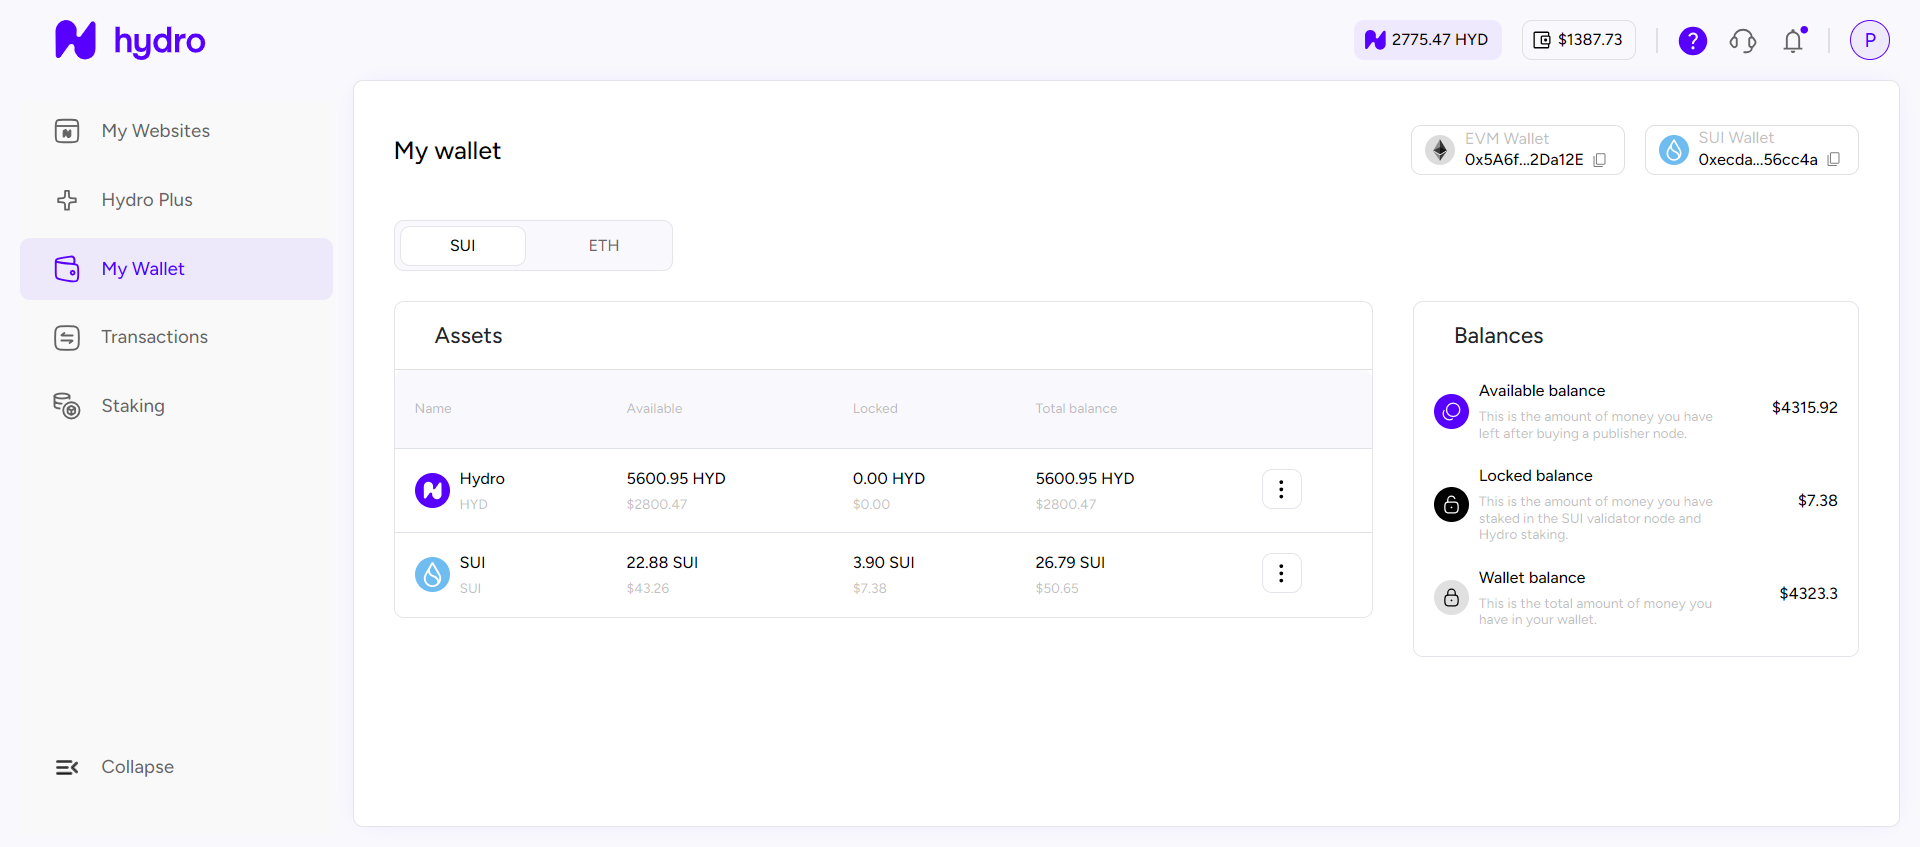 hydro
2775.47 HYD
$1387.73
?
P
My Websites
Hydro Plus
My Wallet
Transactions
Staking
Collapse
My wallet
EVM Wallet
0x5A6f...2Da12E
SUI Wallet
0xecda...56cc4a
SUI
ETH
Assets
Name Available Locked Total balance
Hydro 5600.95 HYD 0.00 HYD 5600.95 HYD
HYD $2800.47 $0.00 $2800.47
SUI 22.88 SUI 3.90 SUI 26.79 SUI
SUI $43.26 $7.38 $50.65
Balances
Available balance
This is the amount of money you have
left after buying a publisher node.
$4315.92
Locked balance
This is the amount of money you have
staked in the SUI validator node and
Hydro staking.
$7.38
Wallet balance
This is the total amount of money you
have in your wallet.
$4323.3